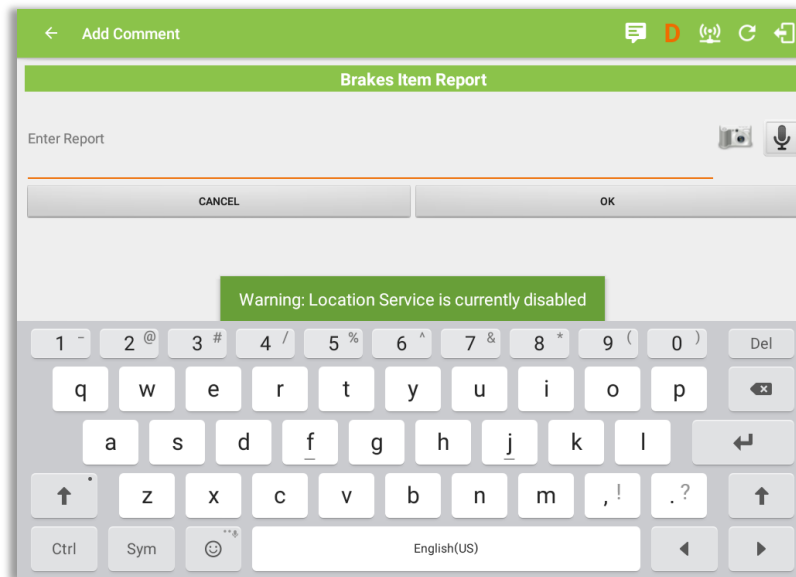 Add Comment D
Brakes Item Report
Enter Report
CANCEL OK
Warning: Location Service is currently disabled
1 – 2 @ 3 # 4 / 5 % 6 ^ 7 & 8 * 9 ( 0 ) Del
q w e r t y u i o p
a s d f g h j k l
z x c v b n m , ! . ?
Ctrl Sym English(US)